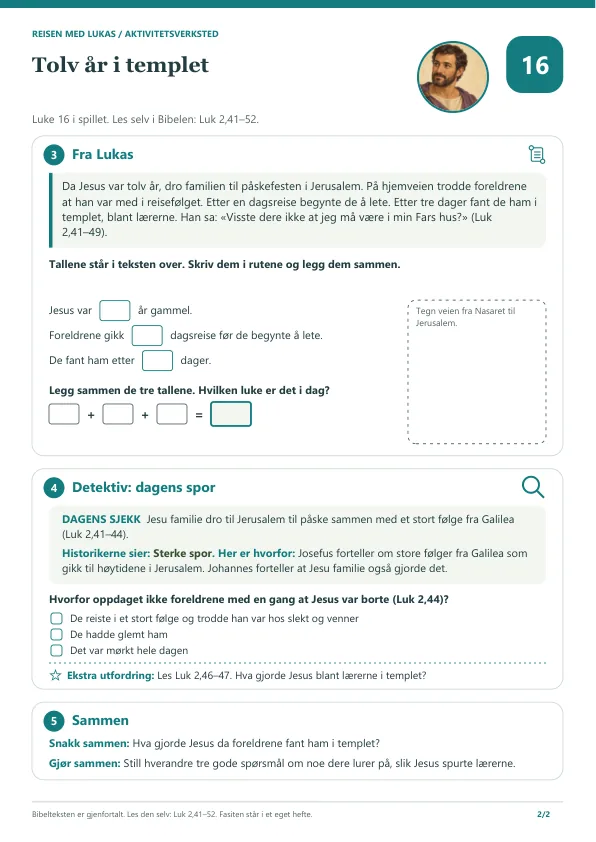 REISEN MED LUKAS / AKTIVITETSVERKSTED
Tolv år i templet
16
Luke 16 i spillet. Les selv i Bibelen: Luk 2,41–52.
3 Fra Lukas
Da Jesus var tolv år, dro familien til påskefesten i Jerusalem. På hjemveien trodde foreldrene
at han var med i reisefølget. Etter en dagsreise begynte de å lete. Etter tre dager fant de ham i
templet, blant lærerne. Han sa: «Visste dere ikke at jeg må være i min Fars hus?» (Luk
2,41–49).
Tallene står i teksten over. Skriv dem i rutene og legg dem sammen.
Jesus var år gammel.
Foreldrene gikk dagsreise før de begynte å lete.
De fant ham etter dager.
Tegn veien fra Nasaret til
Jerusalem.
Legg sammen de tre tallene. Hvilken luke er det i dag?
+ + =
4 Detektiv: dagens spor
DAGENS SJEKK Jesu familie dro til Jerusalem til påske sammen med et stort følge fra Galilea
(Luk 2,41–44).
Historikerne sier: Sterke spor. Her er hvorfor: Josefus forteller om store følger fra Galilea som
gikk til høytidene i Jerusalem. Johannes forteller at Jesu familie også gjorde det.
Hvorfor oppdaget ikke foreldrene med en gang at Jesus var borte (Luk 2,44)?
De reiste i et stort følge og trodde han var hos slekt og venner
De hadde glemt ham
Det var mørkt hele dagen
Ekstra utfordring: Les Luk 2,46–47. Hva gjorde Jesus blant lærerne i templet?
5 Sammen
Snakk sammen: Hva gjorde Jesus da foreldrene fant ham i templet?
Gjør sammen: Still hverandre tre gode spørsmål om noe dere lurer på, slik Jesus spurte lærerne.
Bibelteksten er gjenfortalt. Les den selv: Luk 2,41–52. Fasiten står i et eget hefte.
2/2